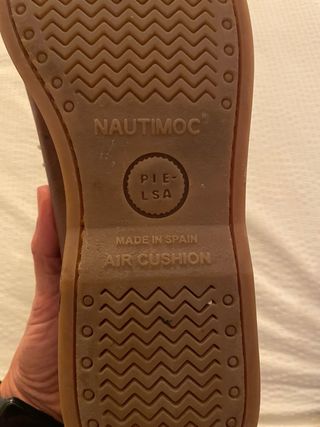 NAUTIMOC®
PIE-
LSA
MADE IN SPAIN
AIR CUSHION